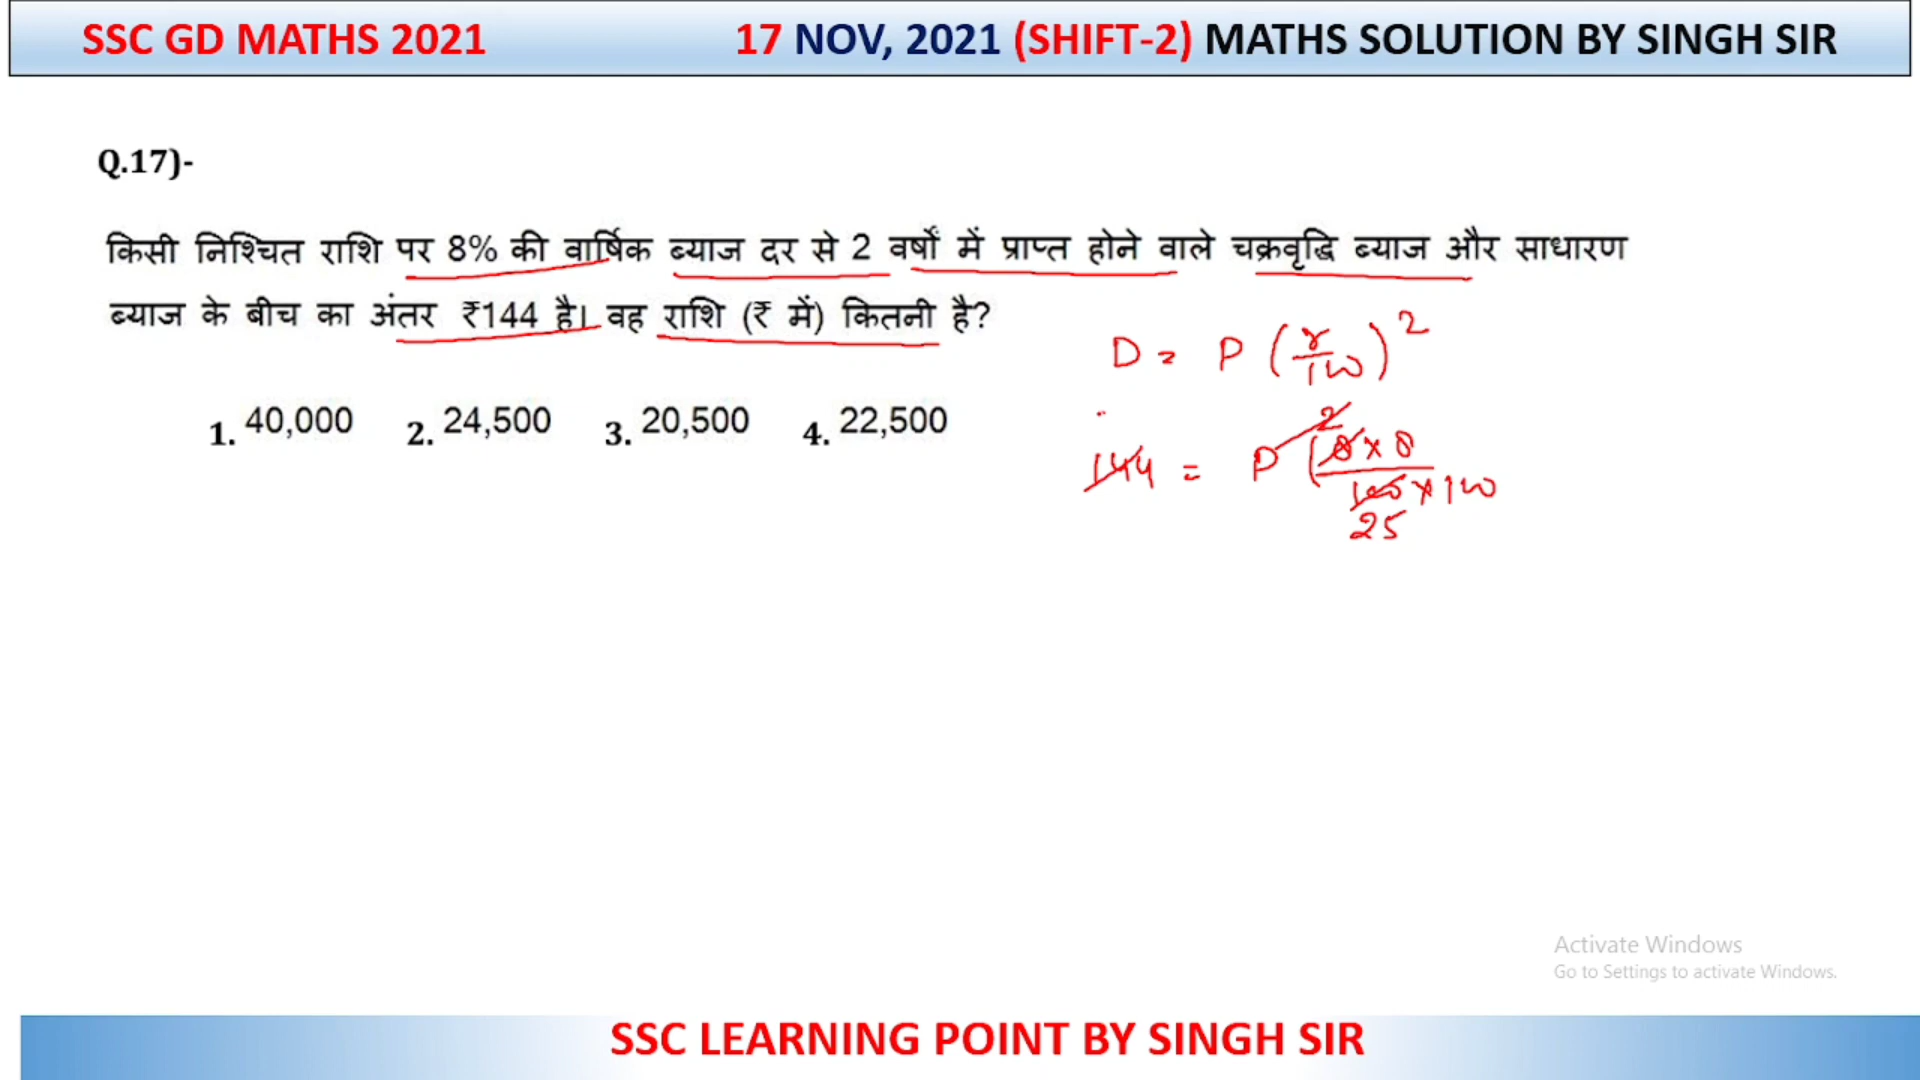 SSC GD MATHS 2021 17 NOV, 2021 (SHIFT-2) MATHS SOLUTION BY SINGH SIR
Q.17)-
किसी निश्चित राशि पर 8% की वार्षिक ब्याज दर से 2 वर्षों में प्राप्त होने वाले चक्रवृद्धि ब्याज और साधारण
ब्याज के बीच का अंतर ₹144 है। वह राशि (₹ में) कितनी है?
D = P (r/100)^2
1. 40,000 2. 24,500 3. 20,500 4. 22,500
2
144 = P (8×8
100×100
25
Activate Windows
Go to Settings to activate Windows.
SSC LEARNING POINT BY SINGH SIR